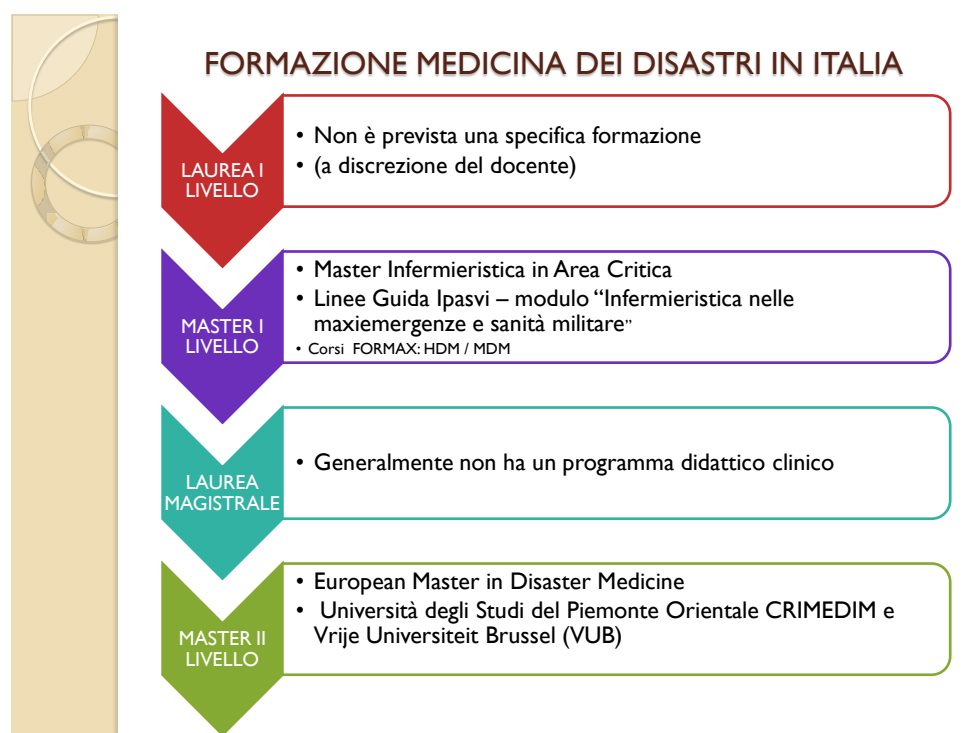 FORMAZIONE MEDICINA DEI DISASTRI IN ITALIA
LAUREA I
LIVELLO
• Non è prevista una specifica formazione
• (a discrezione del docente)
MASTER I
LIVELLO
• Master Infermieristica in Area Critica
• Linee Guida Ipasvi – modulo “Infermieristica nelle
maxiemergenze e sanità militare”
• Corsi FORMAX: HDM / MDM
LAUREA
MAGISTRALE
• Generalmente non ha un programma didattico clinico
MASTER II
LIVELLO
• European Master in Disaster Medicine
• Università degli Studi del Piemonte Orientale CRIMEDIM e
Vrije Universiteit Brussel (VUB)